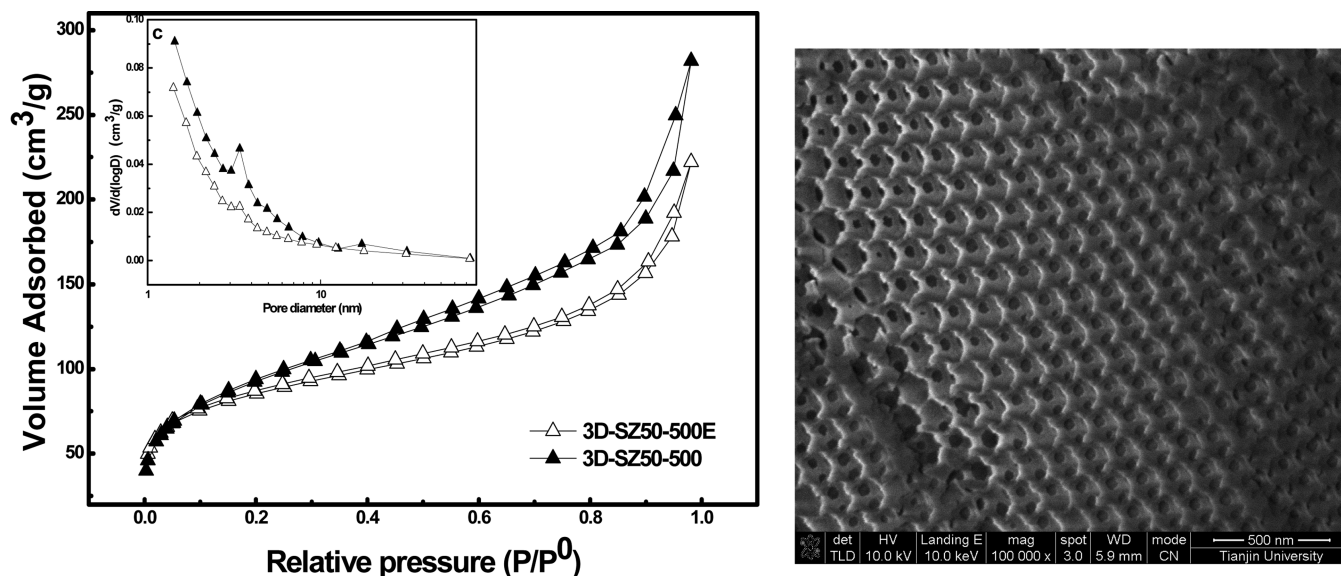 Volume Adsorbed (cm³/g)
300
250
200
150
100
50
0.0 0.2 0.4 0.6 0.8 1.0
Relative pressure (P/P⁰)
3D-SZ50-500E
3D-SZ50-500
c
dV/d(logD) (cm³/g)
0.10
0.08
0.06
0.04
0.02
0.00
1 10
Pore diameter (nm)
det HV Landing E mag spot WD mode 500 nm
TLD 10.0 kV 10.0 keV 100 000 x 3.0 5.9 mm CN Tianjin University